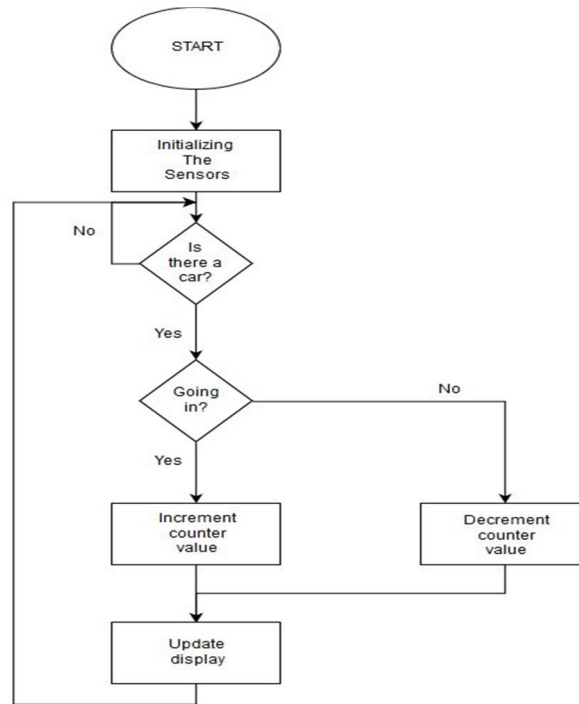 START
Initializing
The
Sensors
No
Is
there a
car?
Yes
Going
in?
No
Yes
Increment
counter
value
Decrement
counter
value
Update
display